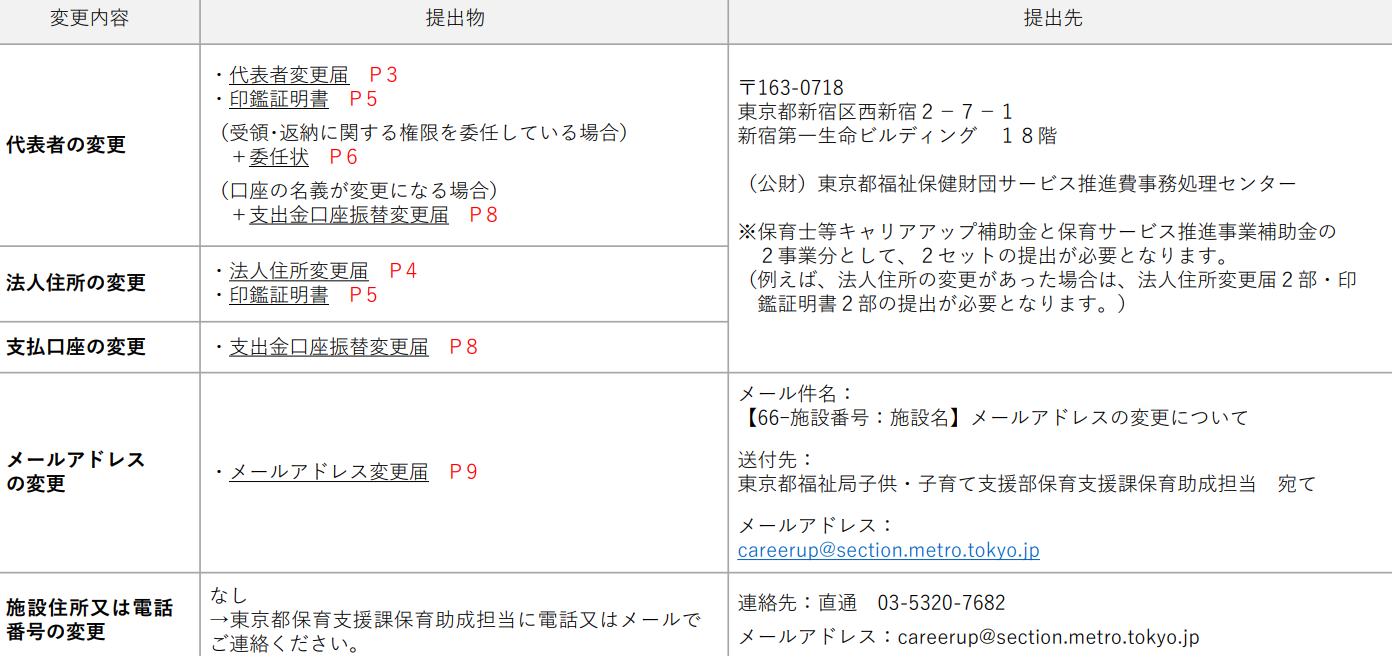 変更内容
提出物
提出先
代表者の変更
・代表者変更届　Ｐ３
・印鑑証明書　Ｐ５
（受領・返納に関する権限を委任している場合）
＋委任状　Ｐ６
（口座の名義が変更になる場合）
＋支出金口座振替変更届　Ｐ８
〒163-0718
東京都新宿区西新宿２－７－１
新宿第一生命ビルディング　１８階
（公財）東京都福祉保健財団サービス推進費事務処理センター
※保育士等キャリアアップ補助金と保育サービス推進事業補助金の
２事業分として、２セットの提出が必要となります。
（例えば、法人住所の変更があった場合は、法人住所変更届２部・印
鑑証明書２部の提出が必要となります。）
法人住所の変更
・法人住所変更届　Ｐ４
・印鑑証明書　Ｐ５
支払口座の変更
・支出金口座振替変更届　Ｐ８
メールアドレス
の変更
・メールアドレス変更届　Ｐ９
メール件名：
【66-施設番号：施設名】メールアドレスの変更について
送付先：
東京都福祉局子供・子育て支援部保育支援課保育助成担当　宛て
メールアドレス：
careerup@section.metro.tokyo.jp
施設住所又は電話
番号の変更
なし
→東京都保育支援課保育助成担当に電話又はメールで
ご連絡ください。
連絡先：直通　03-5320-7682
メールアドレス：careerup@section.metro.tokyo.jp